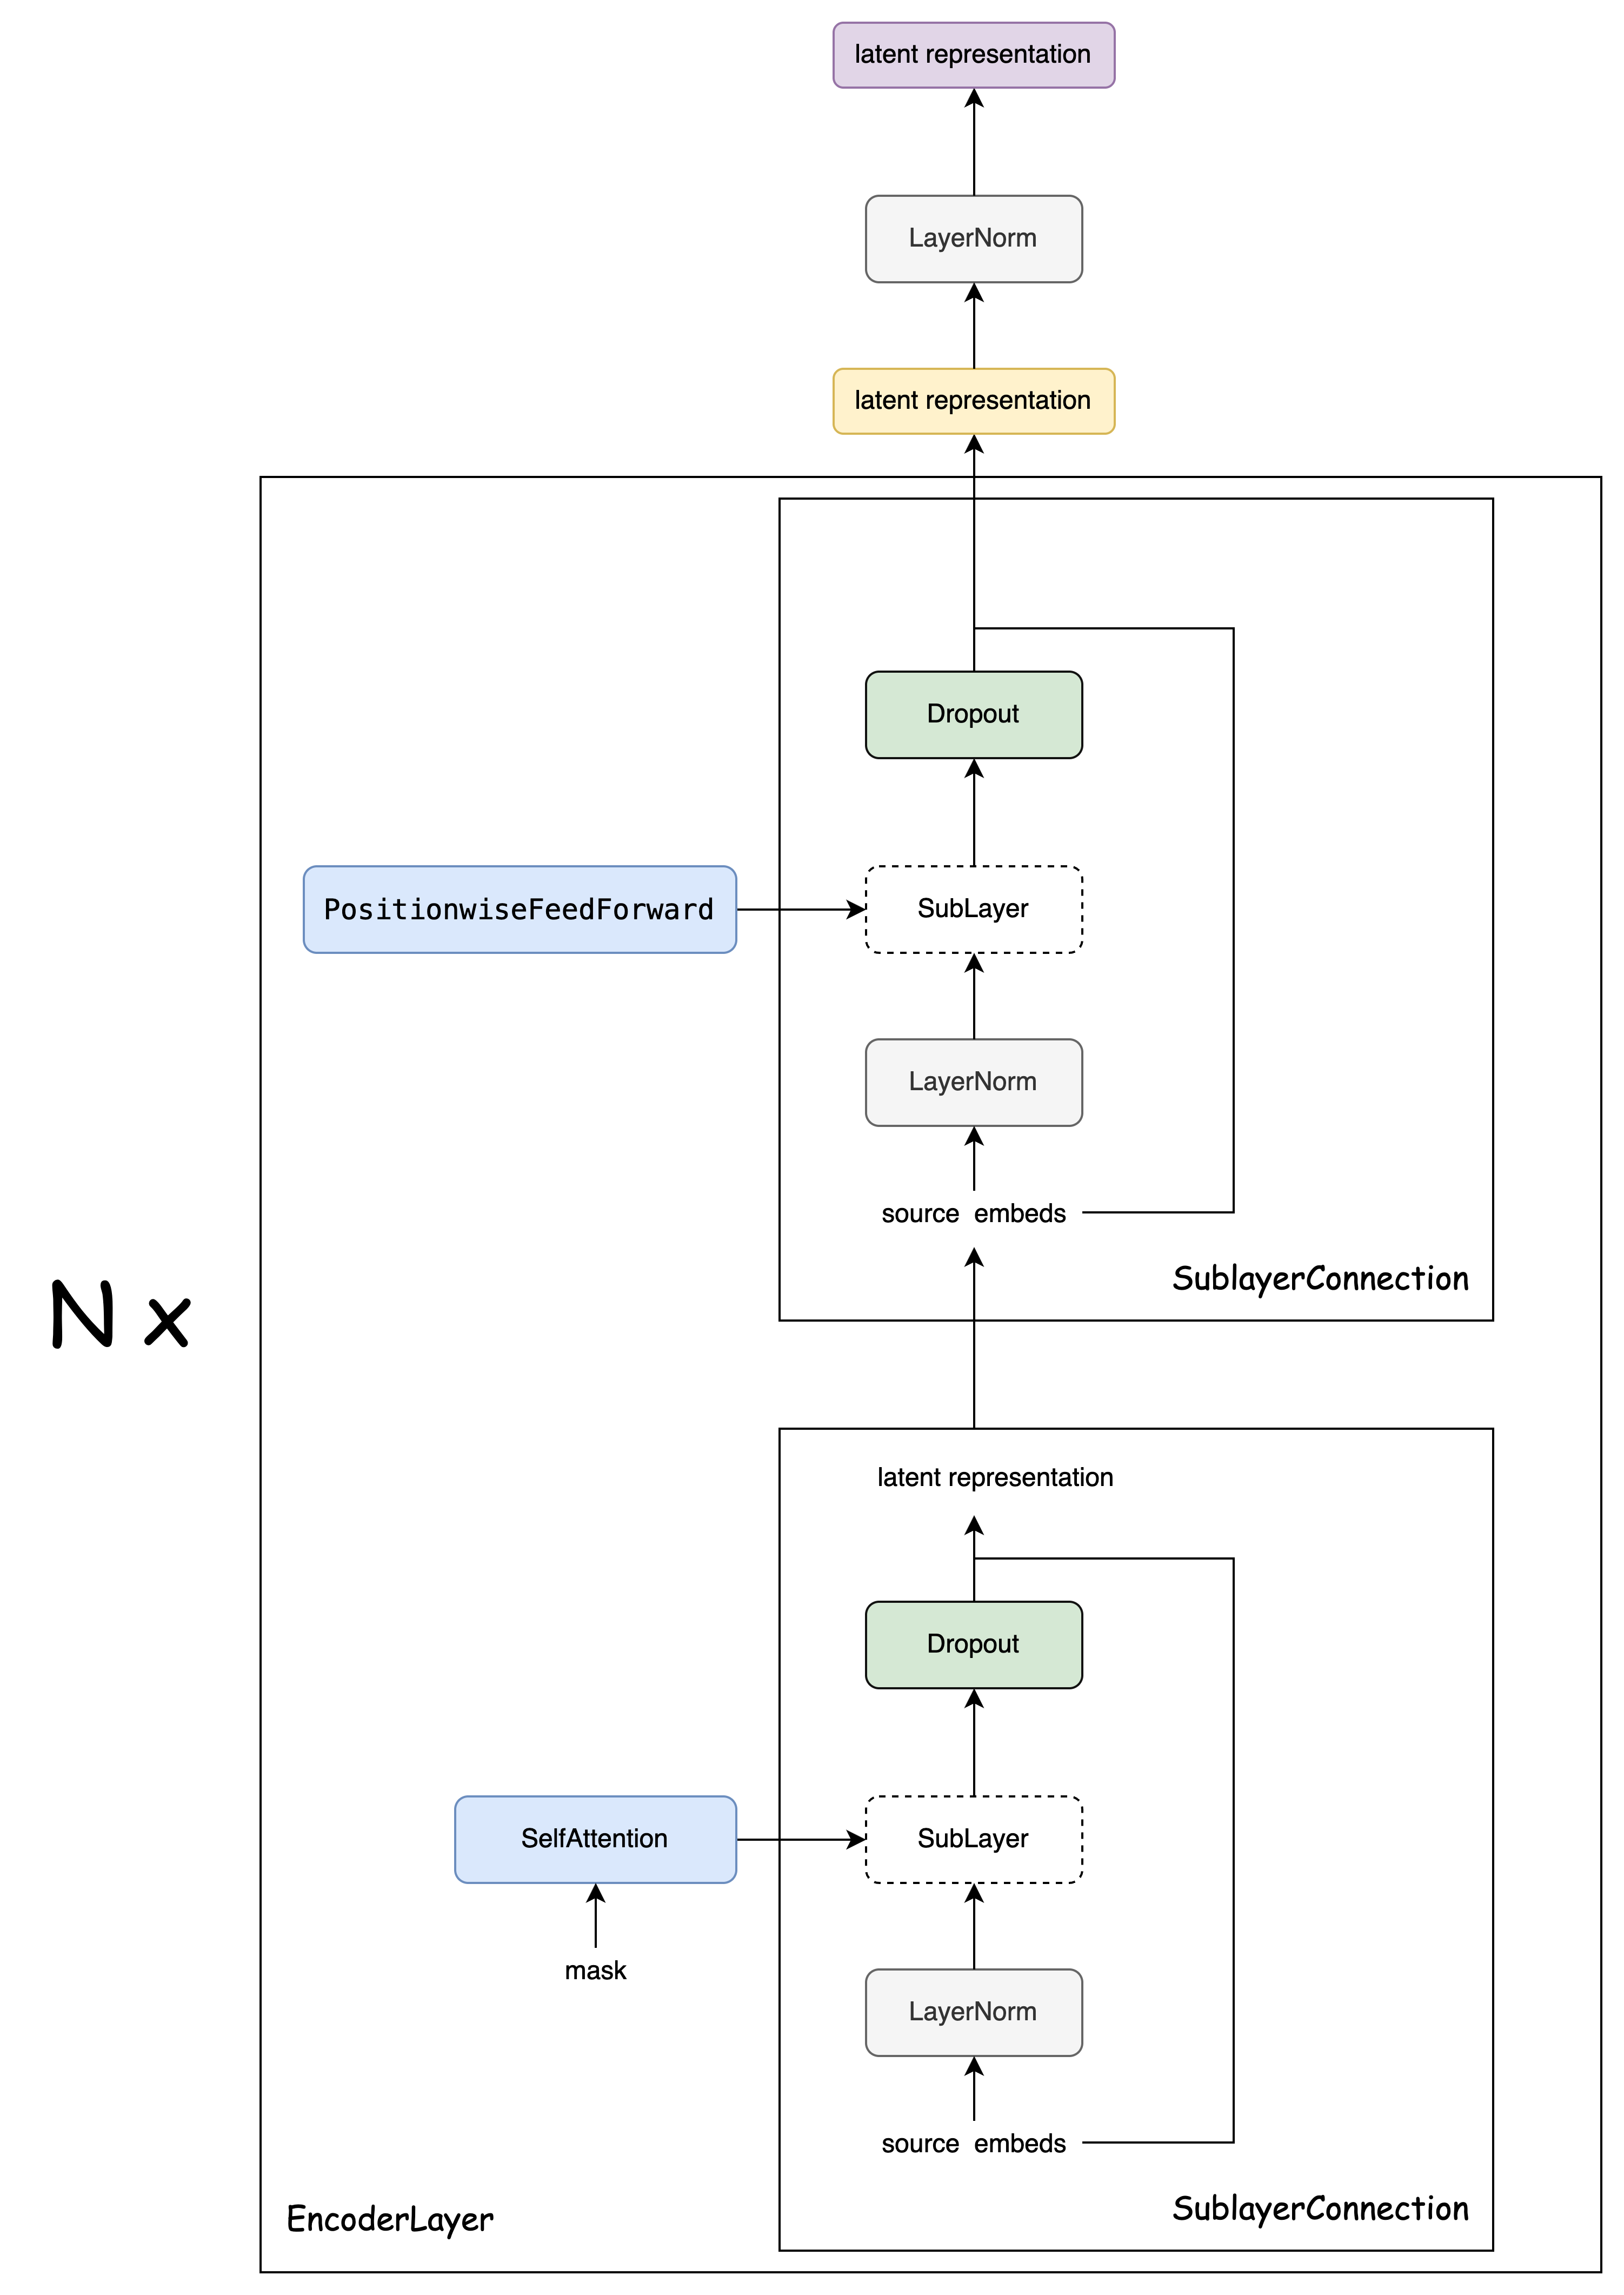 latent representation
LayerNorm
latent representation
Dropout
PositionwiseFeedForward
SubLayer
LayerNorm
source embeds
SublayerConnection
N x
latent representation
Dropout
SelfAttention
SubLayer
mask
LayerNorm
source embeds
SublayerConnection
EncoderLayer